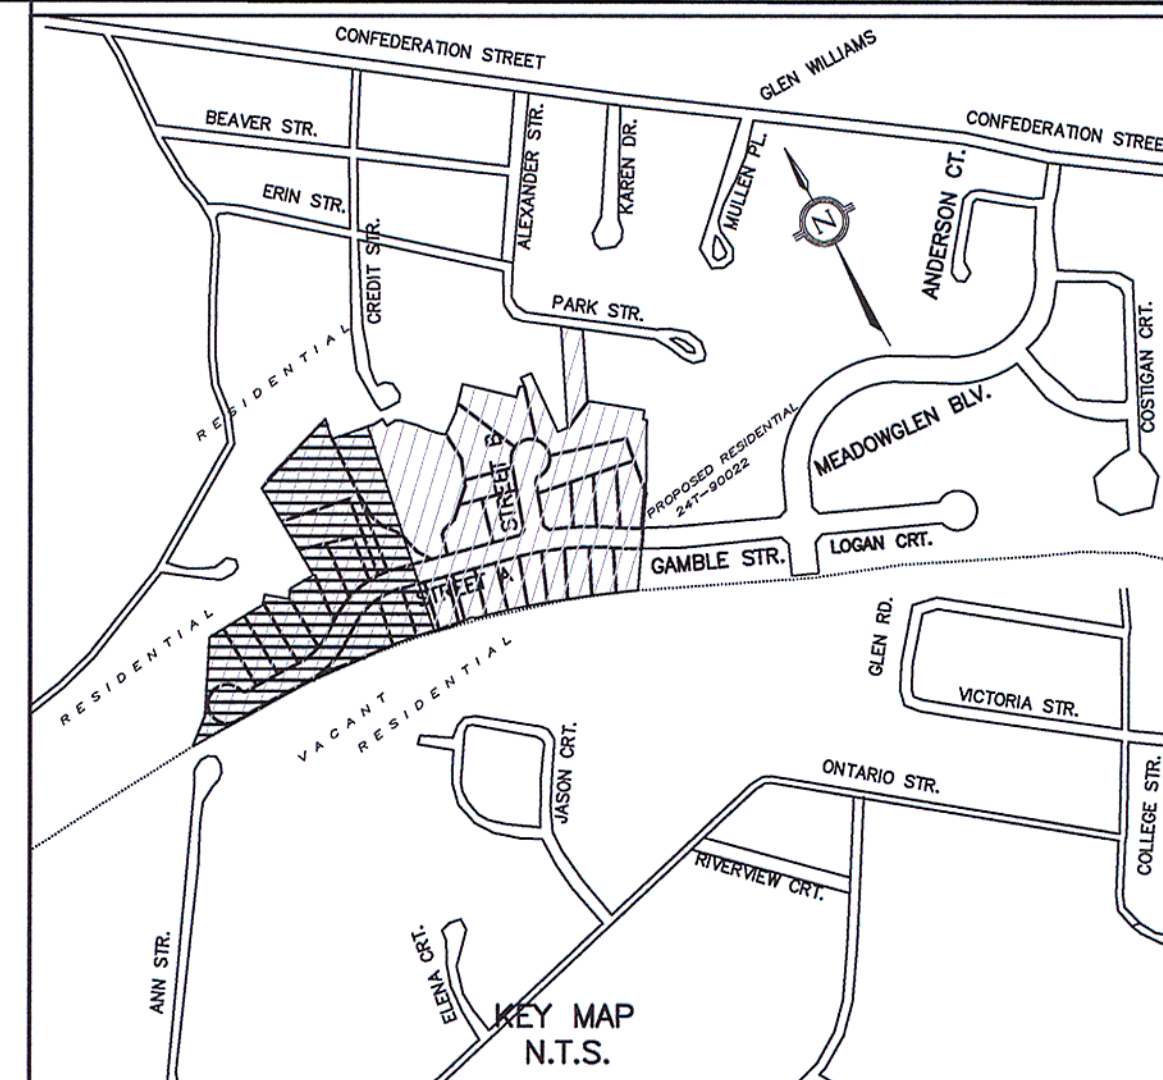 CONFEDERATION STREET
GLEN WILLIAMS
CONFEDERATION STREE
BEAVER STR.
ALEXANDER STR.
KAREN DR.
MULLEN PL.
ANDERSON CT.
ERIN STR.
CREDIT STR.
N
PARK STR.
COSTIGAN CRT.
RESIDENTIAL
MEADOWGLEN BLV.
PROPOSED RESIDENTIAL
24T-90022
STREET B
GAMBLE STR.
LOGAN CRT.
STREET A
RESIDENTIAL
VACANT
RESIDENTIAL
GLEN RD.
VICTORIA STR.
JASON CRT.
ONTARIO STR.
COLLEGE STR.
RIVERVIEW CRT.
ANN STR.
ELENA CRT.
KEY MAP
N.T.S.